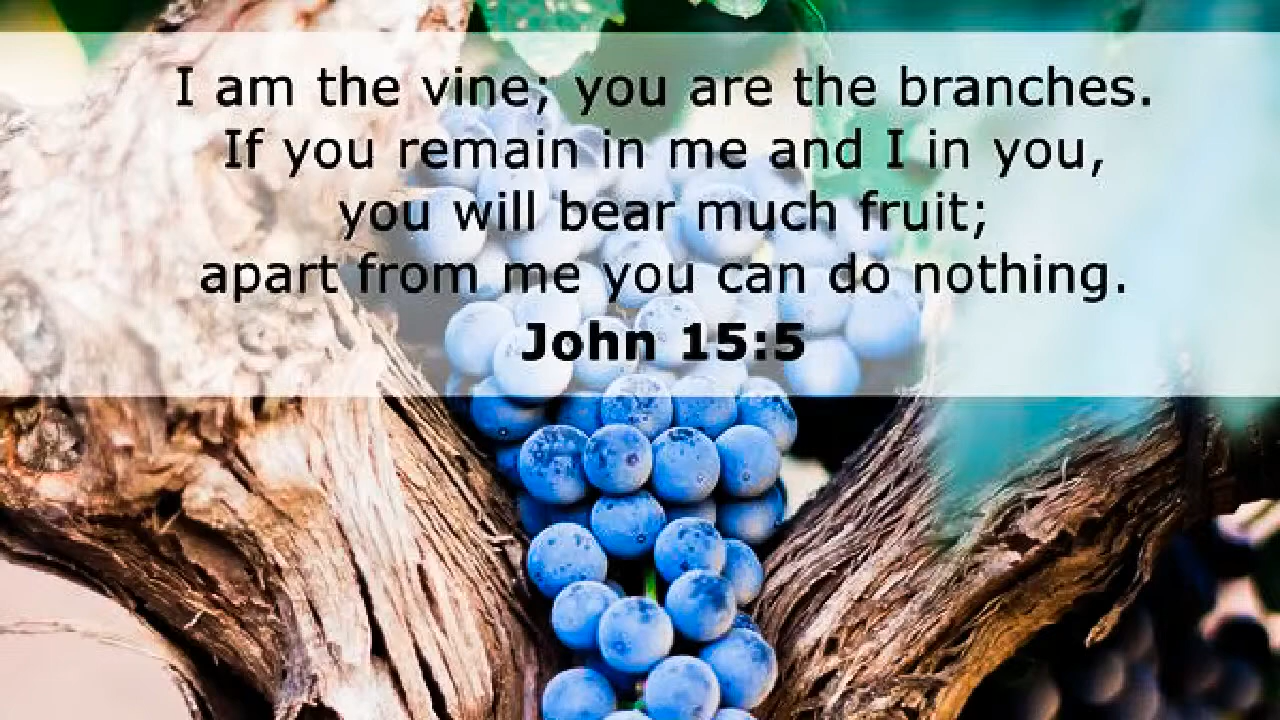 I am the vine; you are the branches.
If you remain in me and I in you,
you will bear much fruit;
apart from me you can do nothing.
John 15:5